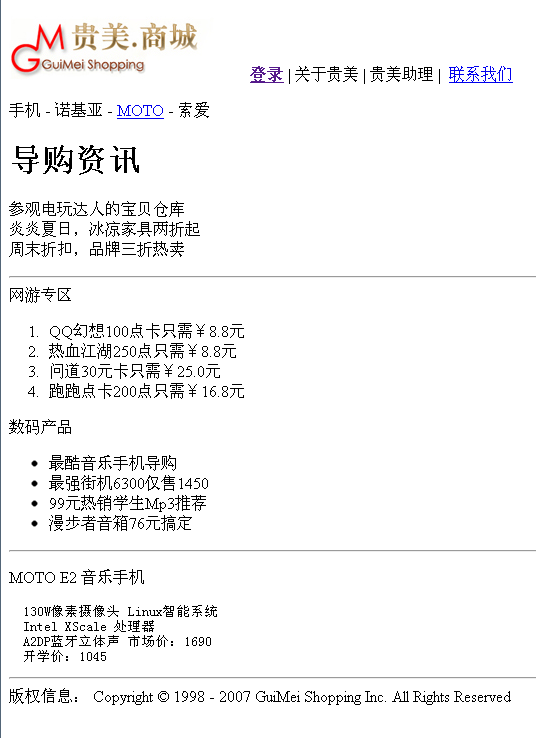 GM 贵美.商城
GuiMei Shopping
登录 | 关于贵美 | 贵美助理 | 联系我们
手机 - 诺基亚 - MOTO - 索爱
导购资讯
参观电玩达人的宝贝仓库
炎炎夏日，冰凉家具两折起
周末折扣，品牌三折热卖
网游专区
1. QQ幻想100点卡只需￥8.8元
2. 热血江湖250点只需￥8.8元
3. 问道30元卡只需￥25.0元
4. 跑跑点卡200点只需￥16.8元
数码产品
• 最酷音乐手机导购
• 最强街机6300仅售1450
• 99元热销学生Mp3推荐
• 漫步者音箱76元搞定
MOTO E2 音乐手机
130W像素摄像头 Linux智能系统
Intel XScale 处理器
A2DP蓝牙立体声 市场价：1690
开学价：1045
版权信息： Copyright © 1998 - 2007 GuiMei Shopping Inc. All Rights Reserved